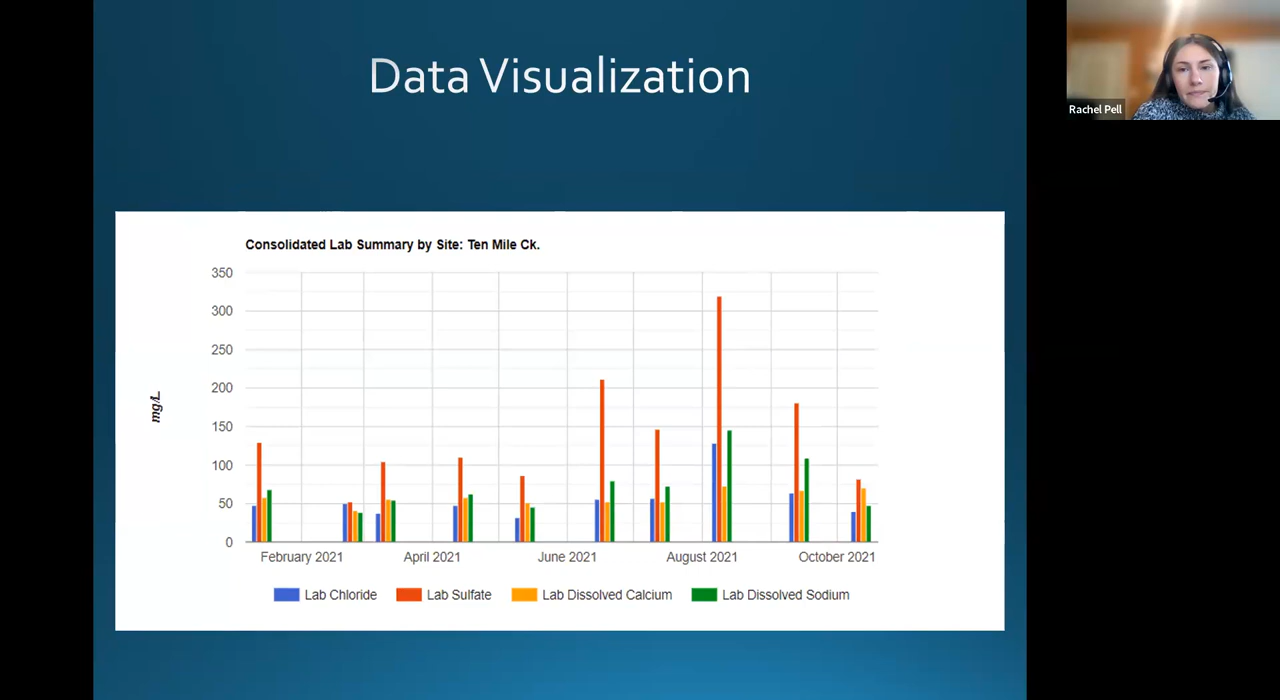 Data Visualization
Rachel Pell
Consolidated Lab Summary by Site: Ten Mile Ck.
350
300
250
200
150
100
50
0
mg/L
February 2021 April 2021 June 2021 August 2021 October 2021
Lab Chloride Lab Sulfate Lab Dissolved Calcium Lab Dissolved Sodium